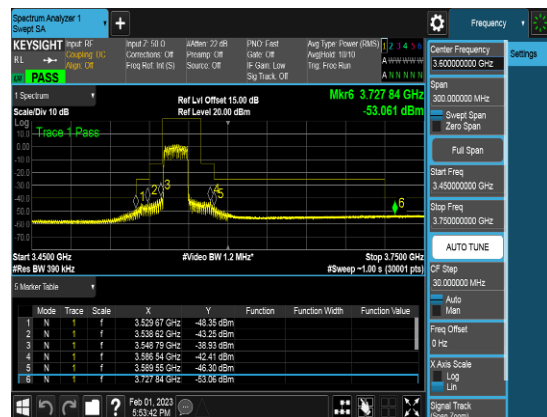 Spectrum Analyzer 1
Swept SA
Frequency
KEYSIGHT
R L
PASS
Input: RF
Coupling: DC
Align: Off
Input Z: 50 Ω
Corrections: Off
Freq Ref: Int (S)
#Atten: 22 dB
Preamp: Off
Source: Off
PNO: Fast
Gate: Off
IF Gain: Low
Sig Track: Off
Avg Type: Power (RMS)
Avg|Hold: 10/10
Trig: Free Run
1 2 3 4 5 6
A W W W W W
A N N N N N
1 Spectrum
Scale/Div 10 dB
Ref Lvl Offset 15.00 dB
Ref Level 20.00 dBm
Mkr6 3.727 84 GHz
-53.061 dBm
Log
Trace 1 Pass
10.0
0.00
-10.0
-20.0
-30.0
-40.0
-50.0
-60.0
-70.0
1
2
3
4
5
6
Start 3.4500 GHz
#Res BW 390 kHz
#Video BW 1.2 MHz*
Stop 3.7500 GHz
#Sweep ~1.00 s (30001 pts)
5 Marker Table
Mode Trace Scale X Y Function Function Width Function Value
1 N 1 f 3.529 67 GHz -48.35 dBm
2 N 1 f 3.538 62 GHz -43.25 dBm
3 N 1 f 3.548 79 GHz -38.93 dBm
4 N 1 f 3.586 54 GHz -42.41 dBm
5 N 1 f 3.589 55 GHz -46.30 dBm
6 N 1 f 3.727 84 GHz -53.06 dBm
Feb 01, 2023
5:53:42 PM
Center Frequency
3.600000000 GHz
Settings
Span
300.000000 MHz
Swept Span
Zero Span
Full Span
Start Freq
3.450000000 GHz
Stop Freq
3.750000000 GHz
AUTO TUNE
CF Step
30.000000 MHz
Auto
Man
Freq Offset
0 Hz
X Axis Scale
Log
Lin
Signal Track
(Span Zoom)